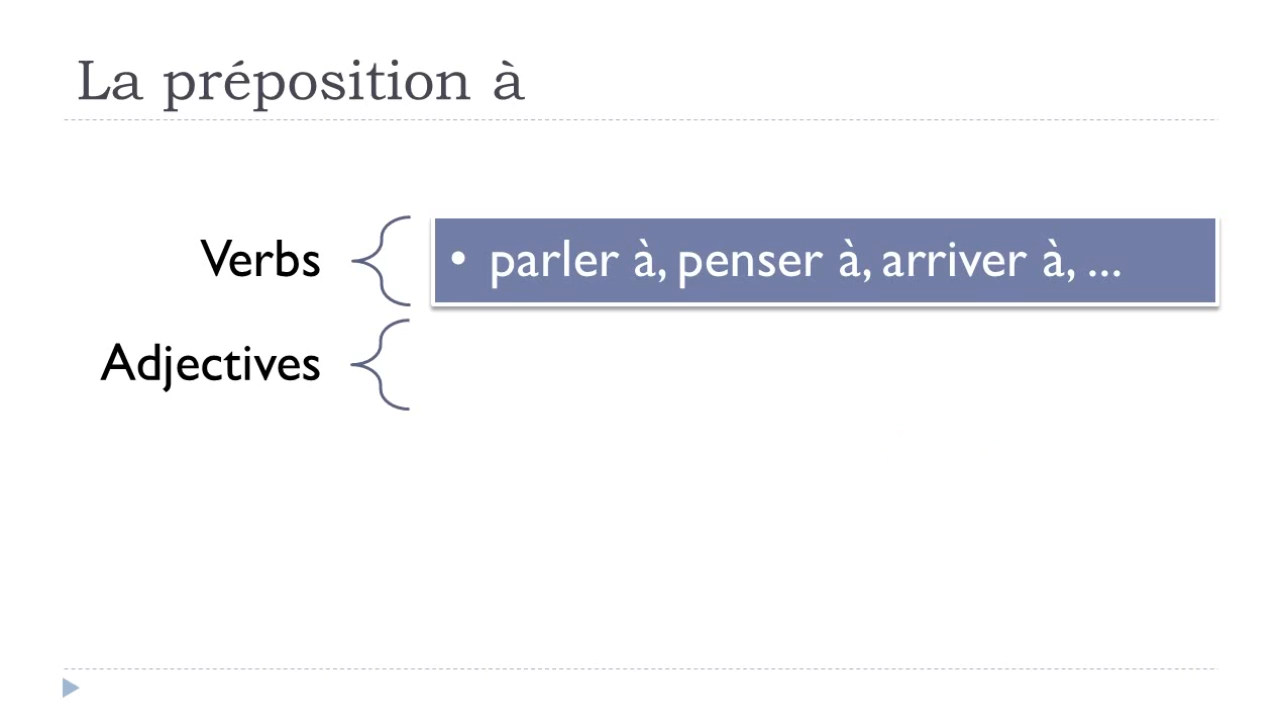 La préposition à
Verbs
• parler à, penser à, arriver à, ...
Adjectives